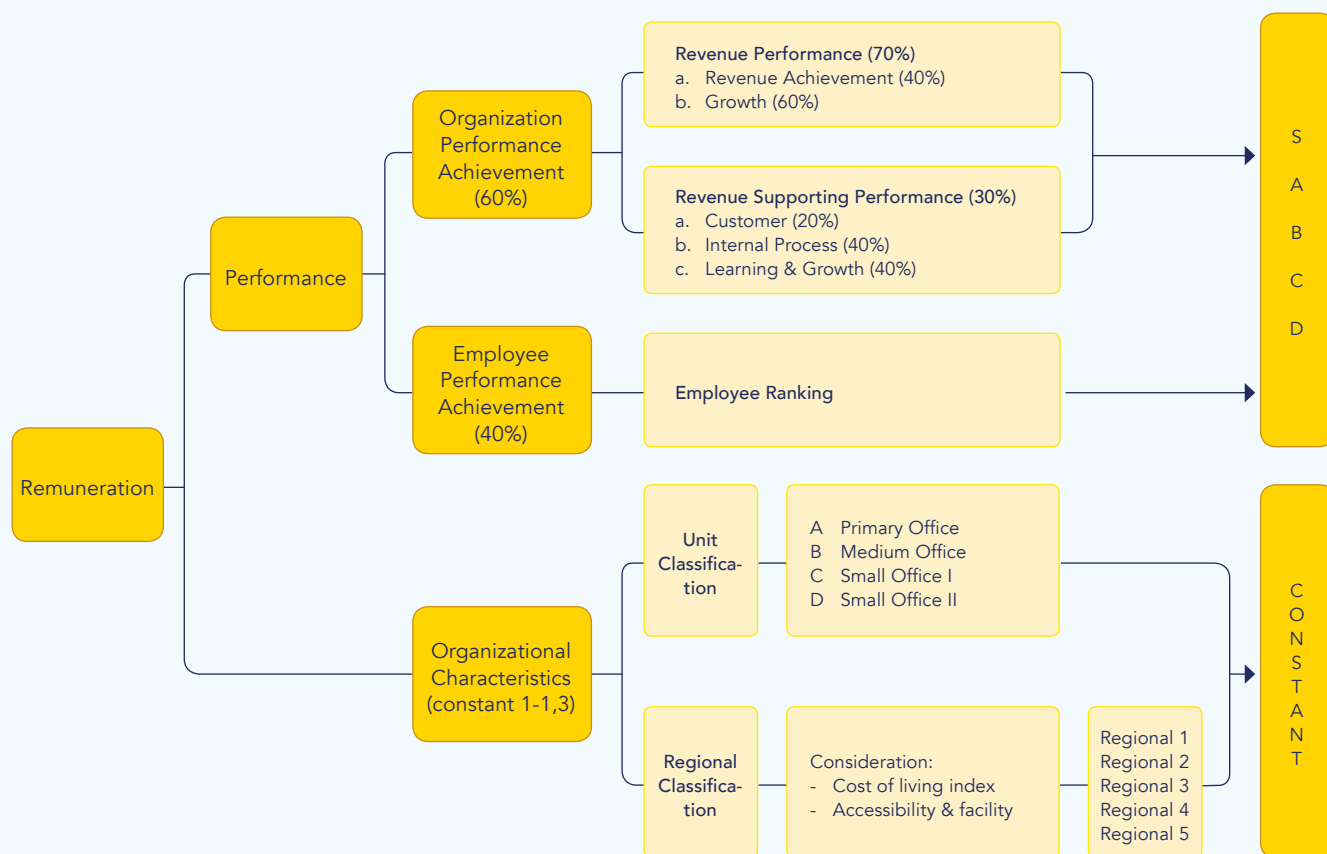 Remuneration
Performance
Organization
Performance
Achievement
(60%)
Revenue Performance (70%)
a. Revenue Achievement (40%)
b. Growth (60%)
Revenue Supporting Performance (30%)
a. Customer (20%)
b. Internal Process (40%)
c. Learning & Growth (40%)
Employee
Performance
Achievement
(40%)
Employee Ranking
S
A
B
C
D
Organizational
Characteristics
(constant 1-1,3)
Unit
Classifica-
tion
A Primary Office
B Medium Office
C Small Office I
D Small Office II
Regional
Classifica-
tion
Consideration:
- Cost of living index
- Accessibility & facility
Regional 1
Regional 2
Regional 3
Regional 4
Regional 5
C
O
N
S
T
A
N
T